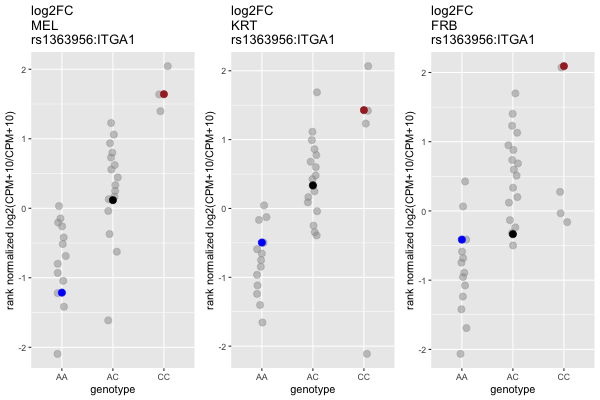 log2FC
MEL
rs1363956:ITGA1
rank normalized log2(CPM+10/CPM+10)
2
1
0
-1
-2
AA
AC
CC
genotype
log2FC
KRT
rs1363956:ITGA1
rank normalized log2(CPM+10/CPM+10)
2
1
0
-1
-2
AA
AC
CC
genotype
log2FC
FRB
rs1363956:ITGA1
rank normalized log2(CPM+10/CPM+10)
2
1
0
-1
-2
AA
AC
CC
genotype